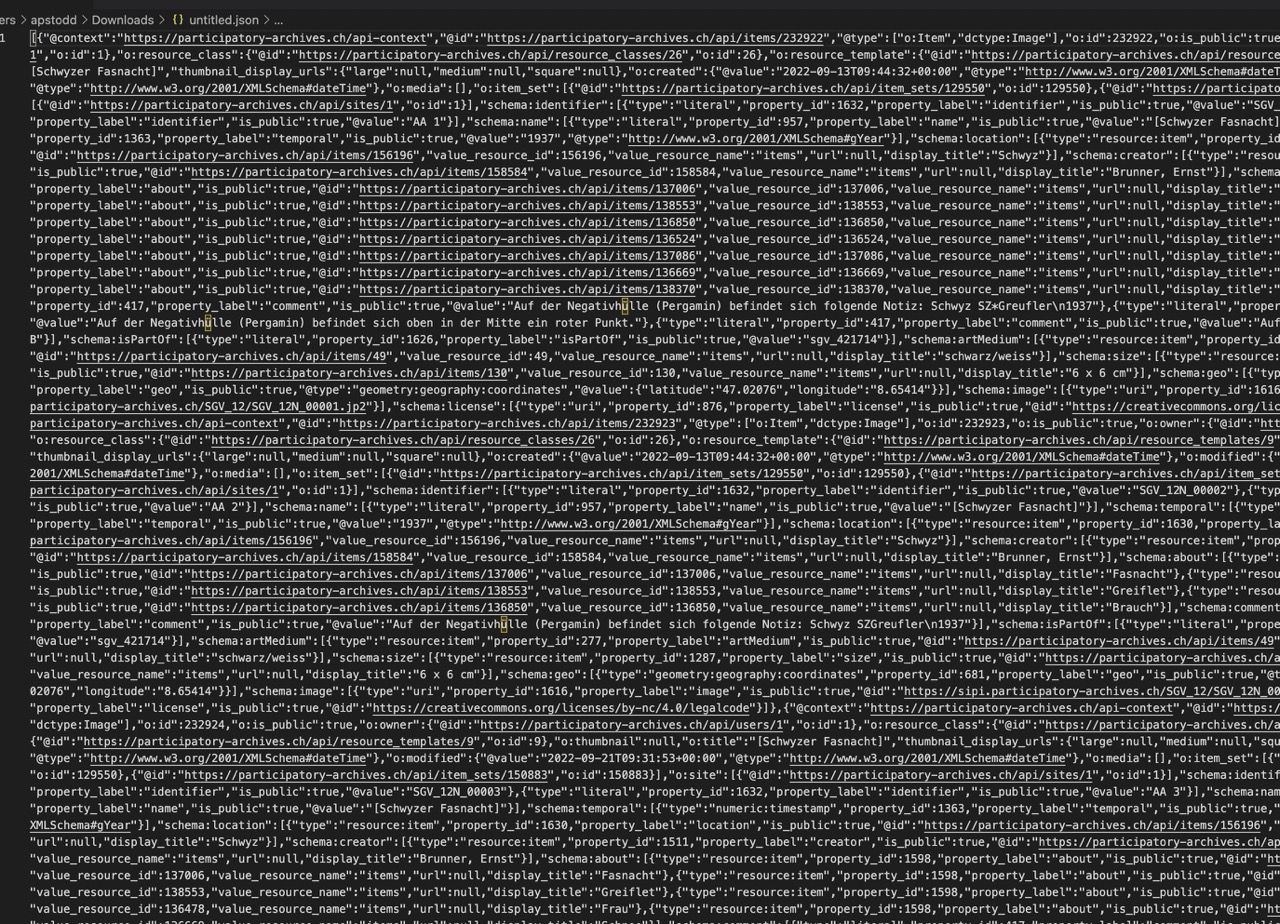 ers > apstodd > Downloads > {} untitled.json > ...
1 [{"@context":"https://participatory-archives.ch/api-context","@id":"https://participatory-archives.ch/api/items/232922","@type":["o:Item","dctype:Image"],"o:id":232922,"o:is_public":true
1","o:id":1},"o:resource_class":{"@id":"https://participatory-archives.ch/api/resource_classes/26","o:id":26},"o:resource_template":{"@id":"https://participatory-archives.ch/api/resourc
[Schwyzer Fasnacht]","thumbnail_display_urls":{"large":null,"medium":null,"square":null},"o:created":{"@value":"2022-09-13T09:44:32+00:00","@type":"http://www.w3.org/2001/XMLSchema#dateT
"@type":"http://www.w3.org/2001/XMLSchema#dateTime"},"o:media":[],"o:item_set":[{"@id":"https://participatory-archives.ch/api/item_sets/129550","o:id":129550},{"@id":"https://participato
[{"@id":"https://participatory-archives.ch/api/sites/1","o:id":1}],"schema:identifier":[{"type":"literal","property_id":1632,"property_label":"identifier","is_public":true,"@value":"SGV_
"property_label":"identifier","is_public":true,"@value":"AA 1"}],"schema:name":[{"type":"literal","property_id":957,"property_label":"name","is_public":true,"@value":"[Schwyzer Fasnacht]
"property_id":1363,"property_label":"temporal","is_public":true,"@value":"1937","@type":"http://www.w3.org/2001/XMLSchema#gYear"}],"schema:location":[{"type":"resource:item","property_id
"@id":"https://participatory-archives.ch/api/items/156196","value_resource_id":156196,"value_resource_name":"items","url":null,"display_title":"Schwyz"}],"schema:creator":[{"type":"resou
"is_public":true,"@id":"https://participatory-archives.ch/api/items/158584","value_resource_id":158584,"value_resource_name":"items","url":null,"display_title":"Brunner, Ernst"}],"schema
"property_label":"about","is_public":true,"@id":"https://participatory-archives.ch/api/items/137006","value_resource_id":137006,"value_resource_name":"items","url":null,"display_title":"
"property_label":"about","is_public":true,"@id":"https://participatory-archives.ch/api/items/138553","value_resource_id":138553,"value_resource_name":"items","url":null,"display_title":"
"property_label":"about","is_public":true,"@id":"https://participatory-archives.ch/api/items/136850","value_resource_id":136850,"value_resource_name":"items","url":null,"display_title":"
"property_label":"about","is_public":true,"@id":"https://participatory-archives.ch/api/items/136524","value_resource_id":136524,"value_resource_name":"items","url":null,"display_title":"
"property_label":"about","is_public":true,"@id":"https://participatory-archives.ch/api/items/137086","value_resource_id":137086,"value_resource_name":"items","url":null,"display_title":"
"property_label":"about","is_public":true,"@id":"https://participatory-archives.ch/api/items/136669","value_resource_id":136669,"value_resource_name":"items","url":null,"display_title":"
"property_label":"about","is_public":true,"@id":"https://participatory-archives.ch/api/items/138370","value_resource_id":138370,"value_resource_name":"items","url":null,"display_title":"
"property_id":417,"property_label":"comment","is_public":true,"@value":"Auf der Negativhülle (Pergamin) befindet sich folgende Notiz: Schwyz SZ*Greufler\n1937"},{"type":"literal","proper
"@value":"Auf der Negativhülle (Pergamin) befindet sich oben in der Mitte ein roter Punkt."},{"type":"literal","property_id":417,"property_label":"comment","is_public":true,"@value":"Auf
B"}],"schema:isPartOf":[{"type":"literal","property_id":1626,"property_label":"isPartOf","is_public":true,"@value":"sgv_421714"}],"schema:artMedium":[{"type":"resource:item","property_id
"@id":"https://participatory-archives.ch/api/items/49","value_resource_id":49,"value_resource_name":"items","url":null,"display_title":"schwarz/weiss"}],"schema:size":[{"type":"resource:
"is_public":true,"@id":"https://participatory-archives.ch/api/items/130","value_resource_id":130,"value_resource_name":"items","url":null,"display_title":"6 x 6 cm"}],"schema:geo":[{"typ
"property_label":"geo","is_public":true,"@type":"geometry:geography:coordinates","@value":{"latitude":"47.02076","longitude":"8.65414"}}],"schema:image":[{"type":"uri","property_id":1616
participatory-archives.ch/SGV_12/SGV_12N_00001.jp2"}],"schema:license":[{"type":"uri","property_id":876,"property_label":"license","is_public":true,"@id":"https://creativecommons.org/lic
participatory-archives.ch/api-context","@id":"https://participatory-archives.ch/api/items/232923","@type":["o:Item","dctype:Image"],"o:id":232923,"o:is_public":true,"o:owner":{"@id":"htt
"o:resource_class":{"@id":"https://participatory-archives.ch/api/resource_classes/26","o:id":26},"o:resource_template":{"@id":"https://participatory-archives.ch/api/resource_templates/9"
"thumbnail_display_urls":{"large":null,"medium":null,"square":null},"o:created":{"@value":"2022-09-13T09:44:32+00:00","@type":"http://www.w3.org/2001/XMLSchema#dateTime"},"o:modified":{"
2001/XMLSchema#dateTime"},"o:media":[],"o:item_set":[{"@id":"https://participatory-archives.ch/api/item_sets/129550","o:id":129550},{"@id":"https://participatory-archives.ch/api/item_set
participatory-archives.ch/api/sites/1","o:id":1}],"schema:identifier":[{"type":"literal","property_id":1632,"property_label":"identifier","is_public":true,"@value":"SGV_12N_00002"},{"typ
"is_public":true,"@value":"AA 2"}],"schema:name":[{"type":"literal","property_id":957,"property_label":"name","is_public":true,"@value":"[Schwyzer Fasnacht]"}],"schema:temporal":[{"type"
"property_label":"temporal","is_public":true,"@value":"1937","@type":"http://www.w3.org/2001/XMLSchema#gYear"}],"schema:location":[{"type":"resource:item","property_id":1630,"property_la
participatory-archives.ch/api/items/156196","value_resource_id":156196,"value_resource_name":"items","url":null,"display_title":"Schwyz"}],"schema:creator":[{"type":"resource:item","prop
"@id":"https://participatory-archives.ch/api/items/158584","value_resource_id":158584,"value_resource_name":"items","url":null,"display_title":"Brunner, Ernst"}],"schema:about":[{"type":
"is_public":true,"@id":"https://participatory-archives.ch/api/items/137006","value_resource_id":137006,"value_resource_name":"items","url":null,"display_title":"Fasnacht"},{"type":"resou
"is_public":true,"@id":"https://participatory-archives.ch/api/items/138553","value_resource_id":138553,"value_resource_name":"items","url":null,"display_title":"Greiflet"},{"type":"resou
"is_public":true,"@id":"https://participatory-archives.ch/api/items/136850","value_resource_id":136850,"value_resource_name":"items","url":null,"display_title":"Brauch"}],"schema:comment
"property_label":"comment","is_public":true,"@value":"Auf der Negativhülle (Pergamin) befindet sich folgende Notiz: Schwyz SZGreufler\n1937"}],"schema:isPartOf":[{"type":"literal","prope
"@value":"sgv_421714"}],"schema:artMedium":[{"type":"resource:item","property_id":277,"property_label":"artMedium","is_public":true,"@id":"https://participatory-archives.ch/api/items/49"
"url":null,"display_title":"schwarz/weiss"}],"schema:size":[{"type":"resource:item","property_id":1287,"property_label":"size","is_public":true,"@id":"https://participatory-archives.ch/a
"value_resource_name":"items","url":null,"display_title":"6 x 6 cm"}],"schema:geo":[{"type":"geometry:geography:coordinates","property_id":681,"property_label":"geo","is_public":true,"@t
02076","longitude":"8.65414"}}],"schema:image":[{"type":"uri","property_id":1616,"property_label":"image","is_public":true,"@id":"https://sipi.participatory-archives.ch/SGV_12/SGV_12N_00
"property_label":"license","is_public":true,"@id":"https://creativecommons.org/licenses/by-nc/4.0/legalcode"}]},{"@context":"https://participatory-archives.ch/api-context","@id":"https:/
"dctype:Image"],"o:id":232924,"o:is_public":true,"o:owner":{"@id":"https://participatory-archives.ch/api/users/1","o:id":1},"o:resource_class":{"@id":"https://participatory-archives.ch/a
{"@id":"https://participatory-archives.ch/api/resource_templates/9","o:id":9},"o:thumbnail":null,"o:title":"[Schwyzer Fasnacht]","thumbnail_display_urls":{"large":null,"medium":null,"squ
"@type":"http://www.w3.org/2001/XMLSchema#dateTime"},"o:modified":{"@value":"2022-09-21T09:31:53+00:00","@type":"http://www.w3.org/2001/XMLSchema#dateTime"},"o:media":[],"o:item_set":[{"
"o:id":129550},{"@id":"https://participatory-archives.ch/api/item_sets/150883","o:id":150883}],"o:site":[{"@id":"https://participatory-archives.ch/api/sites/1","o:id":1}],"schema:identif
"is_public":true,"@value":"SGV_12N_00003"},{"type":"literal","property_id":1632,"property_label":"identifier","is_public":true,"@value":"AA 3"}],"schema:nam
"property_label":"name","is_public":true,"@value":"[Schwyzer Fasnacht]"}],"schema:temporal":[{"type":"numeric:timestamp","property_id":1363,"property_label":"temporal","is_public":true,"
XMLSchema#gYear"}],"schema:location":[{"type":"resource:item","property_id":1630,"property_label":"location","is_public":true,"@id":"https://participatory-archives.ch/api/items/156196","
"url":null,"display_title":"Schwyz"}],"schema:creator":[{"type":"resource:item","property_id":1511,"property_label":"creator","is_public":true,"@id":"https://participatory-archives.ch/ap
"value_resource_name":"items","url":null,"display_title":"Brunner, Ernst"}],"schema:about":[{"type":"resource:item","property_id":1598,"property_label":"about","is_public":true,"@id":"ht
"value_resource_id":137006,"value_resource_name":"items","url":null,"display_title":"Fasnacht"},{"type":"resource:item","property_id":1598,"property_label":"about","is_public":true,"@id"
"value_resource_id":138553,"value_resource_name":"items","url":null,"display_title":"Greiflet"},{"type":"resource:item","property_id":1598,"property_label":"about","is_public":true,"@id"
"value_resource_id":136478,"value_resource_name":"items","url":null,"display_title":"Frau"},{"type":"resource:item","property_id":1598,"property_label":"about","is_public":true,"@id":"ht